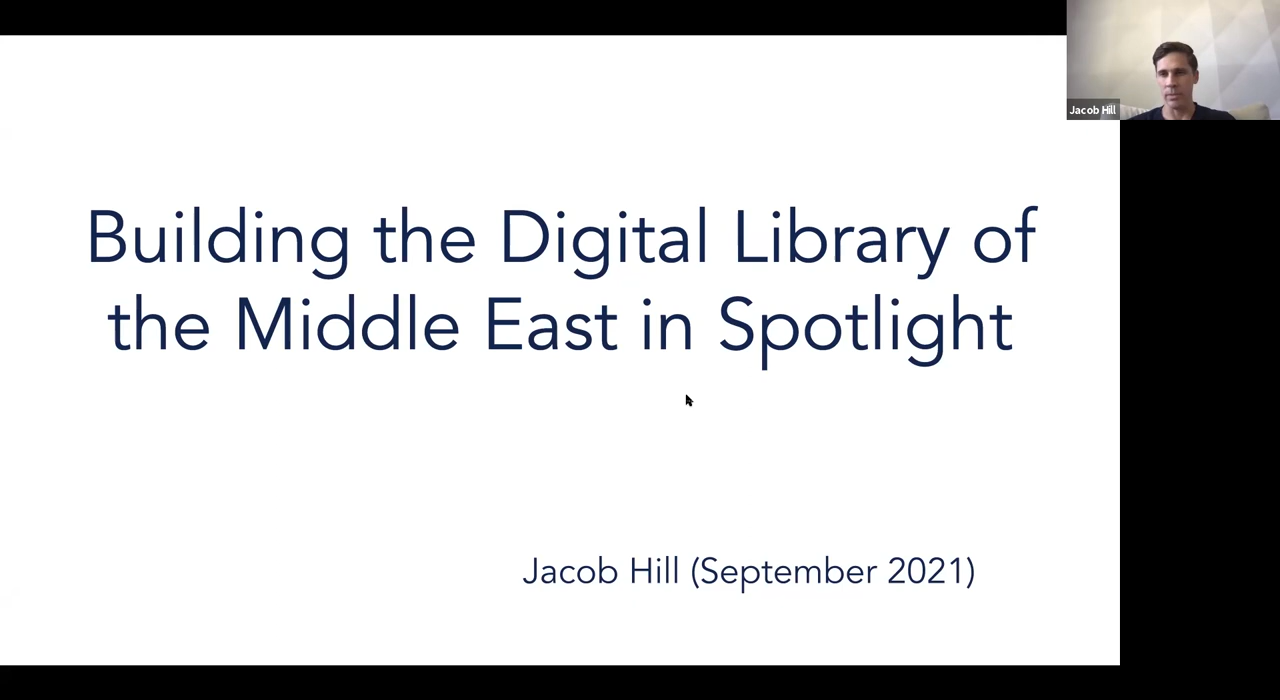 Jacob Hill
Building the Digital Library of
the Middle East in Spotlight
Jacob Hill (September 2021)